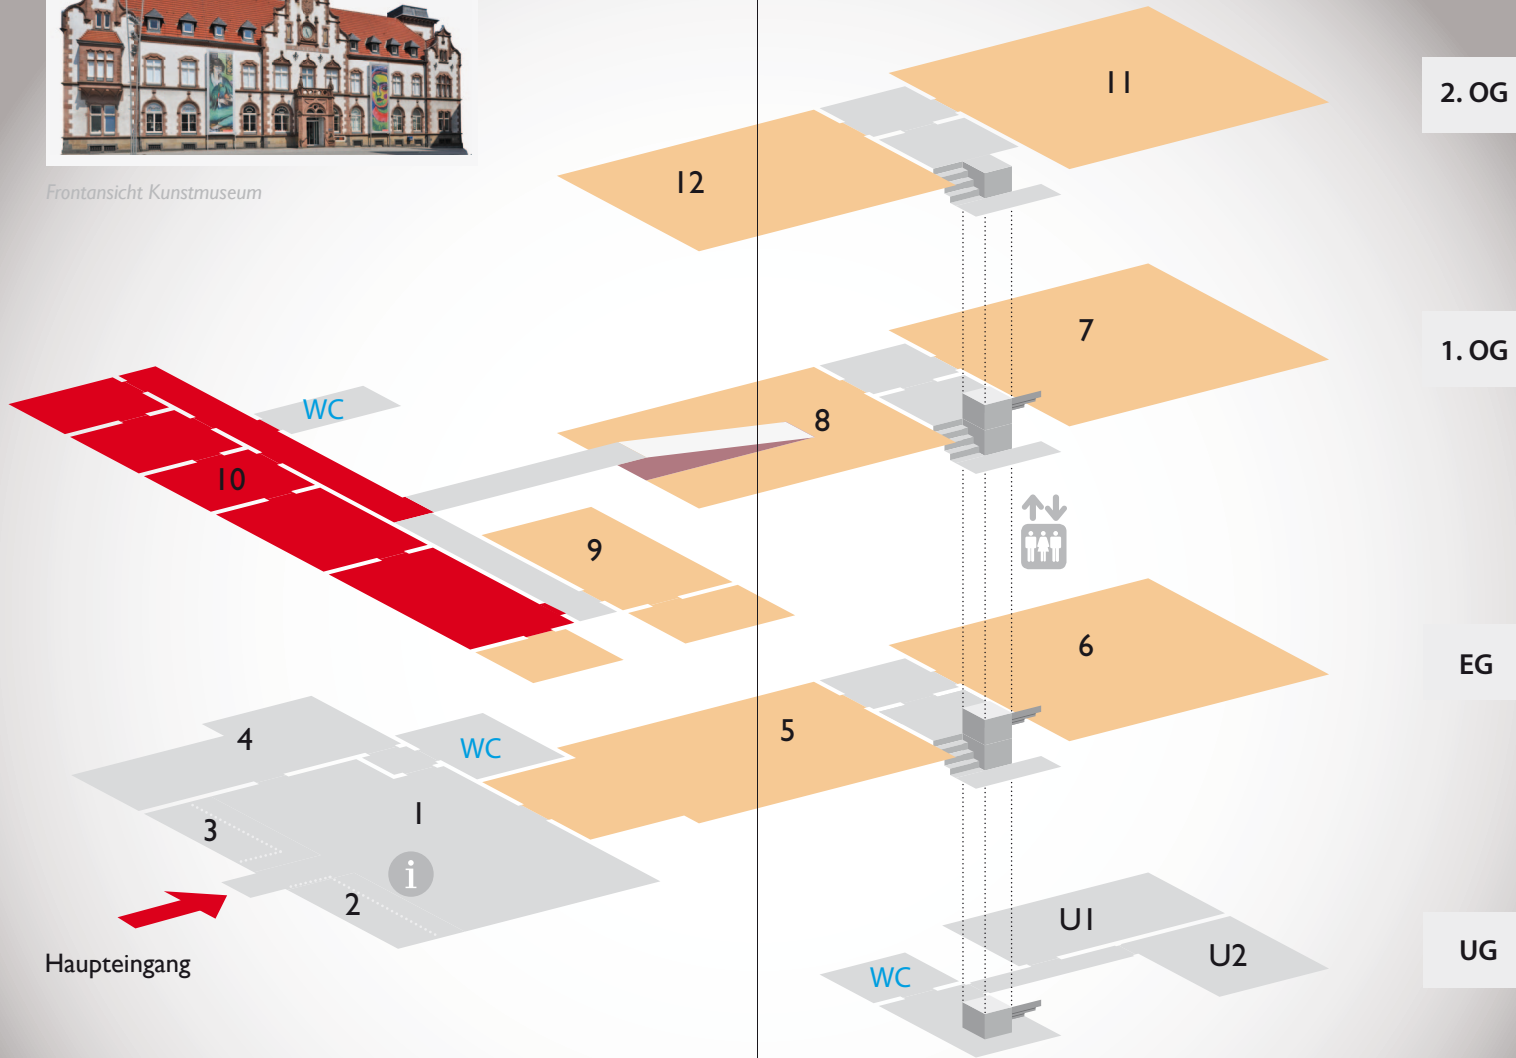 Frontansicht Kunstmuseum
11
2. OG
12
7
1. OG
WC
8
10
9
6
EG
5
4
WC
1
3
i
2
Haupteingang
U1
U2
UG
WC